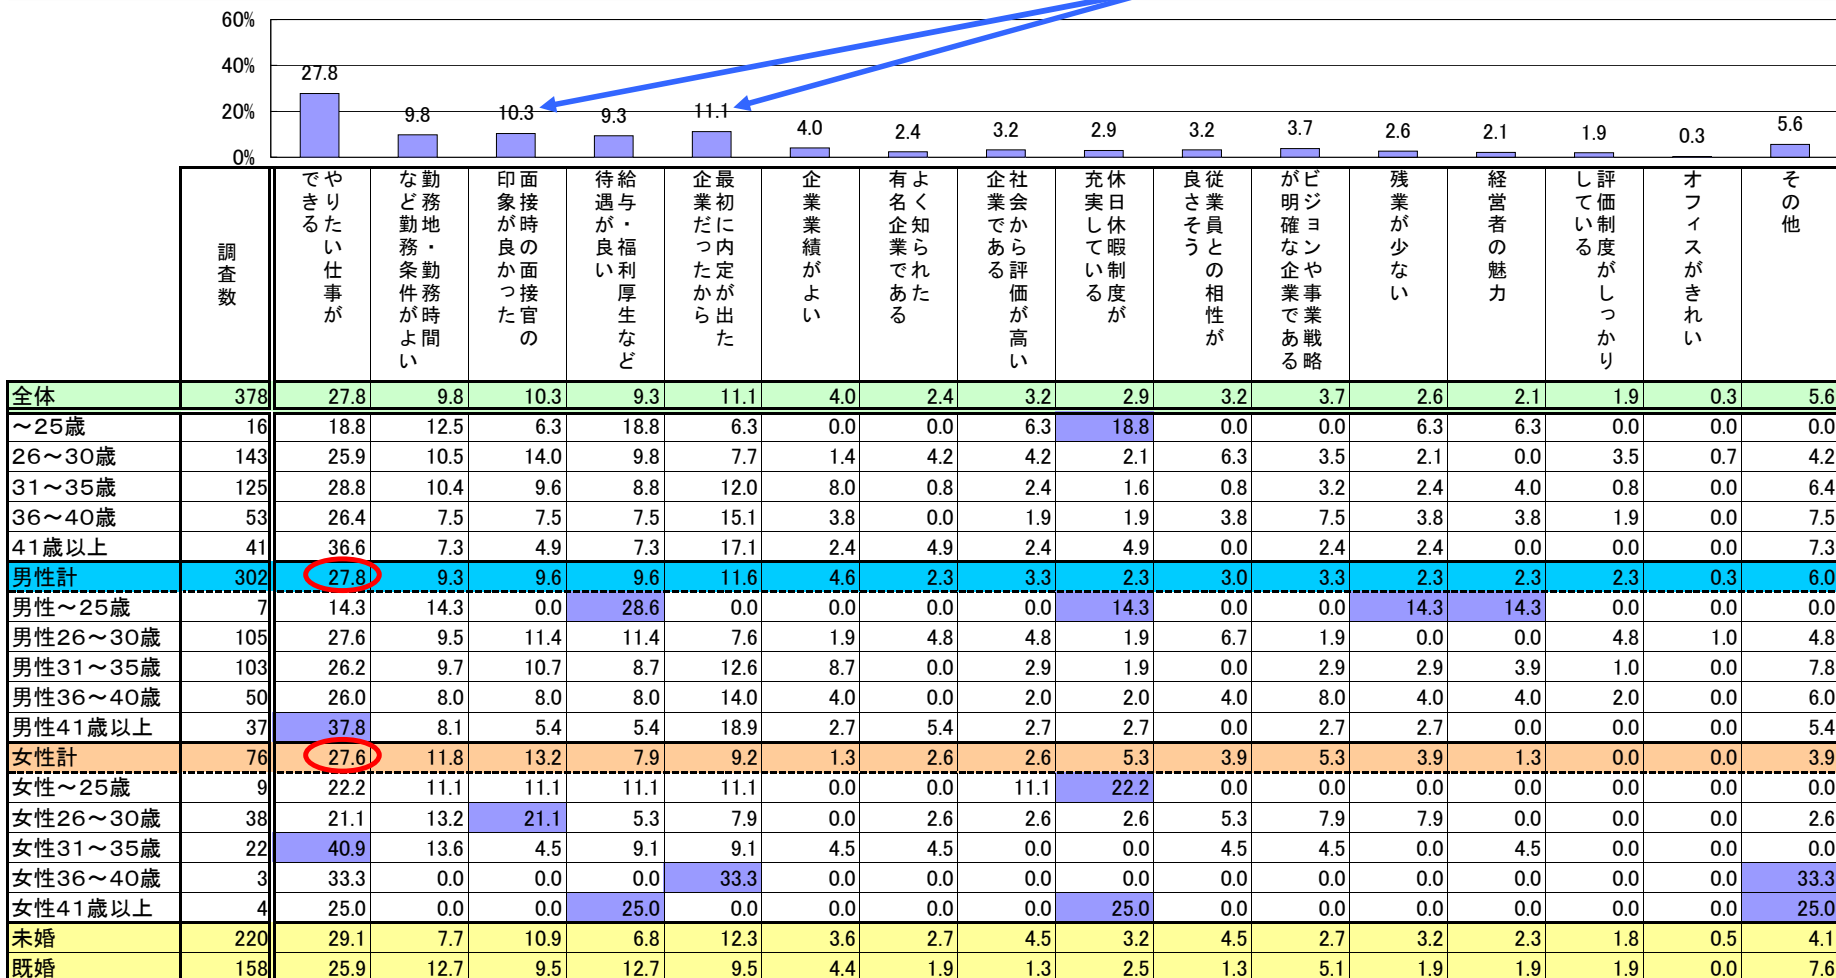 60%
40%
20%
0%
27.8 9.8 10.3 9.3 11.1 4.0 2.4 3.2 2.9 3.2 3.7 2.6 2.1 1.9 0.3 5.6
調査数
やりたい仕事が
できる
勤務地・勤務時間
など勤務条件がよい
面接時の面接官の
印象が良かった
給与・福利厚生など
待遇が良い
最初に内定が出た
企業だったから
企業業績がよい
よく知られた
有名企業である
社会から評価が高い
企業である
休日休暇制度が
充実している
従業員との相性が
良さそう
ビジョンや事業戦略
が明確な企業である
残業が少ない
経営者の魅力
評価制度がしっかり
している
オフィスがきれい
その他
全体 378 27.8 9.8 10.3 9.3 11.1 4.0 2.4 3.2 2.9 3.2 3.7 2.6 2.1 1.9 0.3 5.6
～25歳 16 18.8 12.5 6.3 18.8 6.3 0.0 0.0 6.3 18.8 0.0 0.0 6.3 6.3 0.0 0.0 0.0
26～30歳 143 25.9 10.5 14.0 9.8 7.7 1.4 4.2 4.2 2.1 6.3 3.5 2.1 0.0 3.5 0.7 4.2
31～35歳 125 28.8 10.4 9.6 8.8 12.0 8.0 0.8 2.4 1.6 0.8 3.2 2.4 4.0 0.8 0.0 6.4
36～40歳 53 26.4 7.5 7.5 7.5 15.1 3.8 0.0 1.9 1.9 3.8 7.5 3.8 3.8 1.9 0.0 7.5
41歳以上 41 36.6 7.3 4.9 7.3 17.1 2.4 4.9 2.4 4.9 0.0 2.4 2.4 0.0 0.0 0.0 7.3
男性計 302 27.8 9.3 9.6 9.6 11.6 4.6 2.3 3.3 2.3 3.0 3.3 2.3 2.3 2.3 0.3 6.0
男性～25歳 7 14.3 14.3 0.0 28.6 0.0 0.0 0.0 0.0 14.3 0.0 0.0 14.3 14.3 0.0 0.0 0.0
男性26～30歳 105 27.6 9.5 11.4 11.4 7.6 1.9 4.8 4.8 1.9 6.7 1.9 0.0 0.0 4.8 1.0 4.8
男性31～35歳 103 26.2 9.7 10.7 8.7 12.6 8.7 0.0 2.9 1.9 0.0 2.9 2.9 3.9 1.0 0.0 7.8
男性36～40歳 50 26.0 8.0 8.0 8.0 14.0 4.0 0.0 2.0 2.0 4.0 8.0 4.0 4.0 2.0 0.0 6.0
男性41歳以上 37 37.8 8.1 5.4 5.4 18.9 2.7 5.4 2.7 2.7 0.0 2.7 2.7 0.0 0.0 0.0 5.4
女性計 76 27.6 11.8 13.2 7.9 9.2 1.3 2.6 2.6 5.3 3.9 5.3 3.9 1.3 0.0 0.0 3.9
女性～25歳 9 22.2 11.1 11.1 11.1 11.1 0.0 0.0 11.1 22.2 0.0 0.0 0.0 0.0 0.0 0.0 0.0
女性26～30歳 38 21.1 13.2 21.1 5.3 7.9 0.0 2.6 2.6 2.6 5.3 7.9 7.9 0.0 0.0 0.0 2.6
女性31～35歳 22 40.9 13.6 4.5 9.1 9.1 4.5 4.5 0.0 0.0 4.5 4.5 0.0 4.5 0.0 0.0 0.0
女性36～40歳 3 33.3 0.0 0.0 0.0 33.3 0.0 0.0 0.0 0.0 0.0 0.0 0.0 0.0 0.0 0.0 33.3
女性41歳以上 4 25.0 0.0 0.0 25.0 0.0 0.0 0.0 0.0 25.0 0.0 0.0 0.0 0.0 0.0 0.0 25.0
未婚 220 29.1 7.7 10.9 6.8 12.3 3.6 2.7 4.5 3.2 4.5 2.7 3.2 2.3 1.8 0.5 4.1
既婚 158 25.9 12.7 9.5 12.7 9.5 4.4 1.9 1.3 2.5 1.3 5.1 1.9 1.9 1.9 0.0 7.6